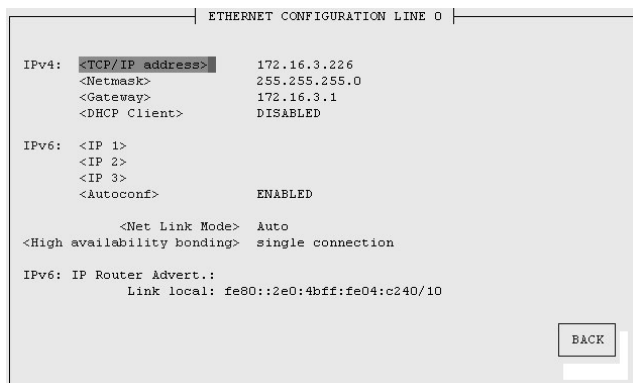 ETHERNET CONFIGURATION LINE 0
IPv4: <TCP/IP address> 172.16.3.226
<Netmask> 255.255.255.0
<Gateway> 172.16.3.1
<DHCP Client> DISABLED
IPv6: <IP 1>
<IP 2>
<IP 3>
<Autoconf> ENABLED
<Net Link Mode> Auto
<High availability bonding> single connection
IPv6: IP Router Advert.:
Link local: fe80::2e0:4bff:fe04:c240/10
BACK